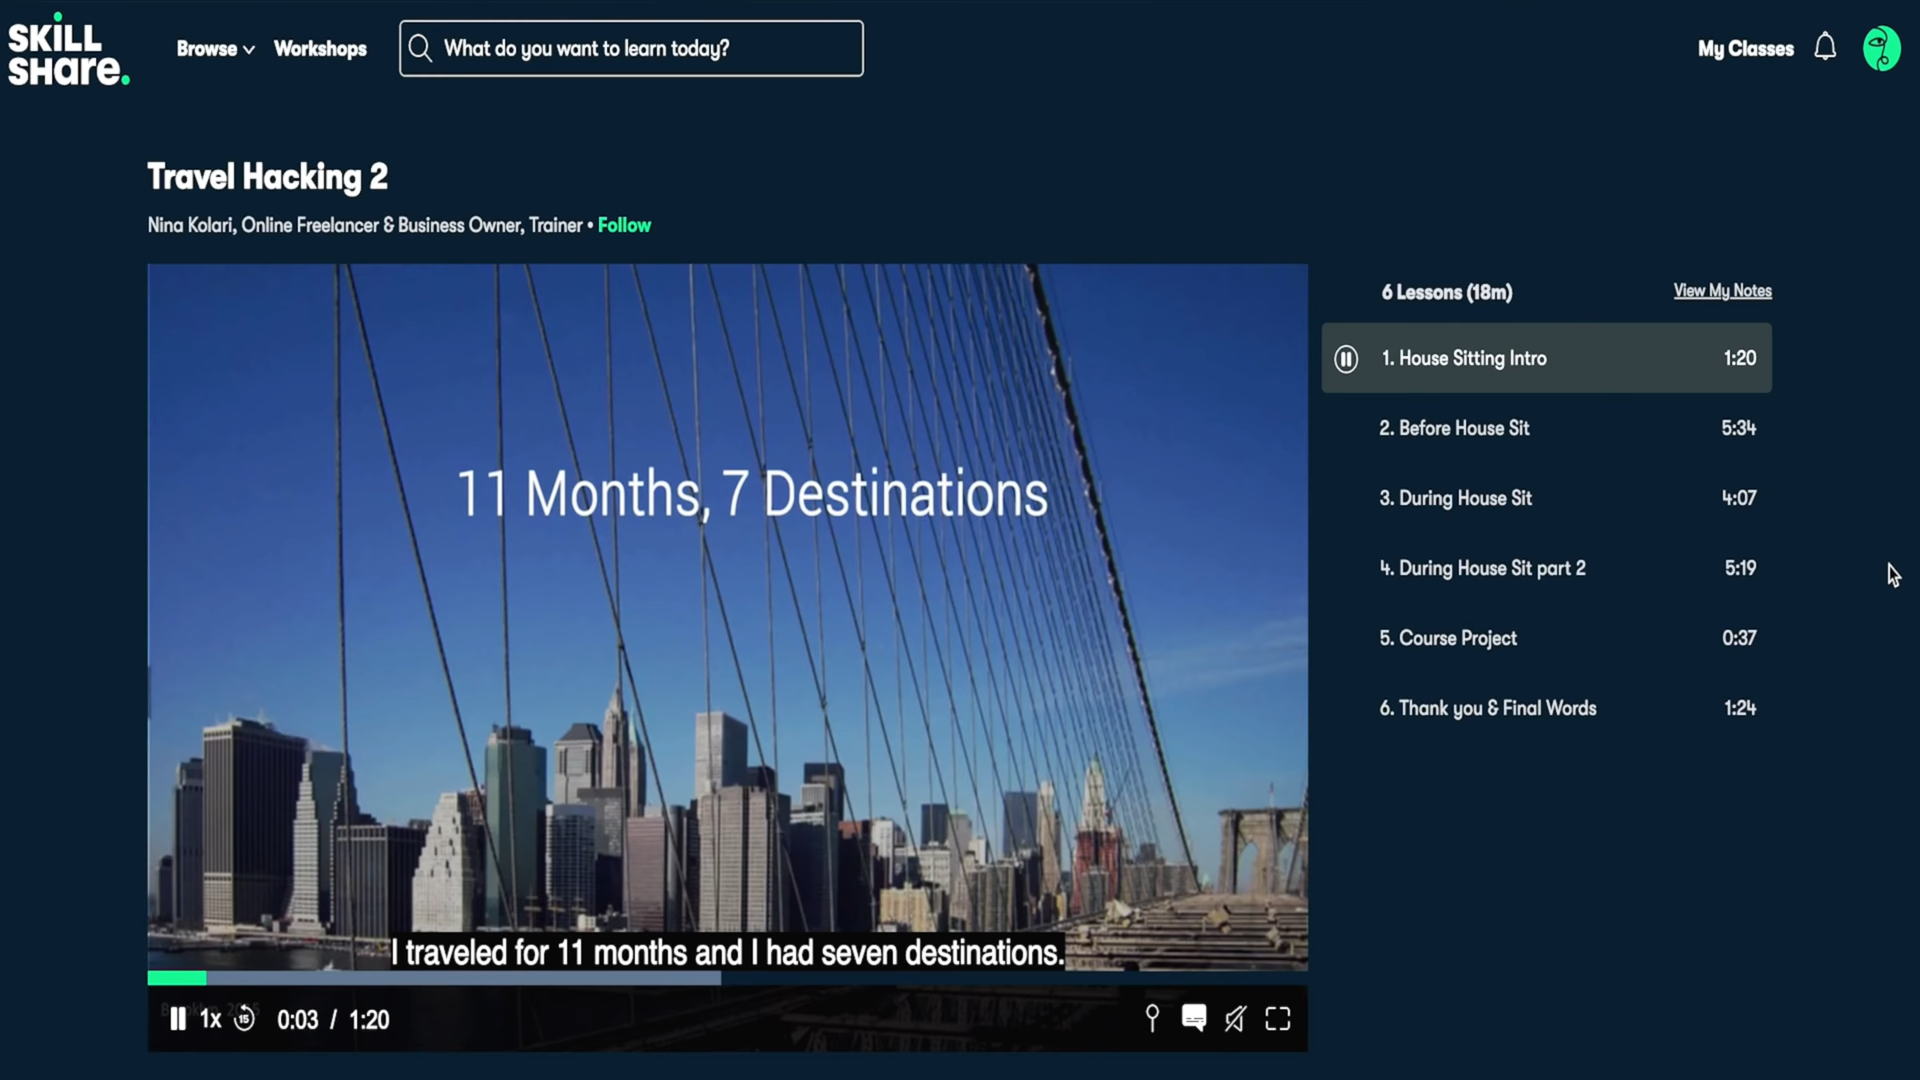 SKILL
SHare.
Browse
Workshops
What do you want to learn today?
My Classes
Travel Hacking 2
Nina Kolari, Online Freelancer & Business Owner, Trainer • Follow
11 Months, 7 Destinations
I traveled for 11 months and I had seven destinations.
1x
15
0:03 / 1:20
6 Lessons (18m)
View My Notes
1. House Sitting Intro 1:20
2. Before House Sit 5:34
3. During House Sit 4:07
4. During House Sit part 2 5:19
5. Course Project 0:37
6. Thank you & Final Words 1:24